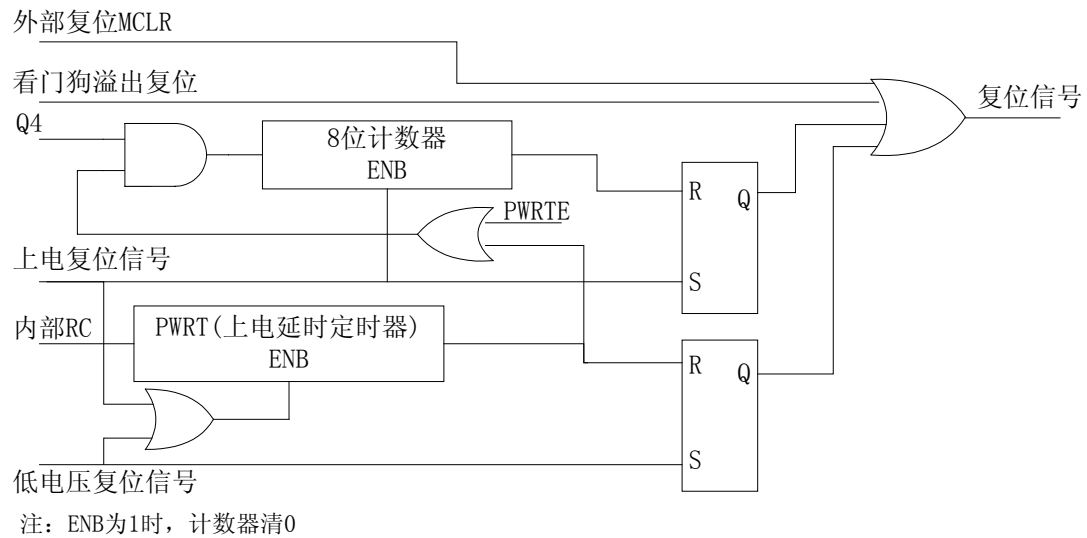 外部复位MCLR
看门狗溢出复位
复位信号
Q4
8位计数器
ENB
R
Q
PWRTE
上电复位信号
S
内部RC
PWRT(上电延时定时器)
ENB
R
Q
S
低电压复位信号
注：ENB为1时，计数器清0